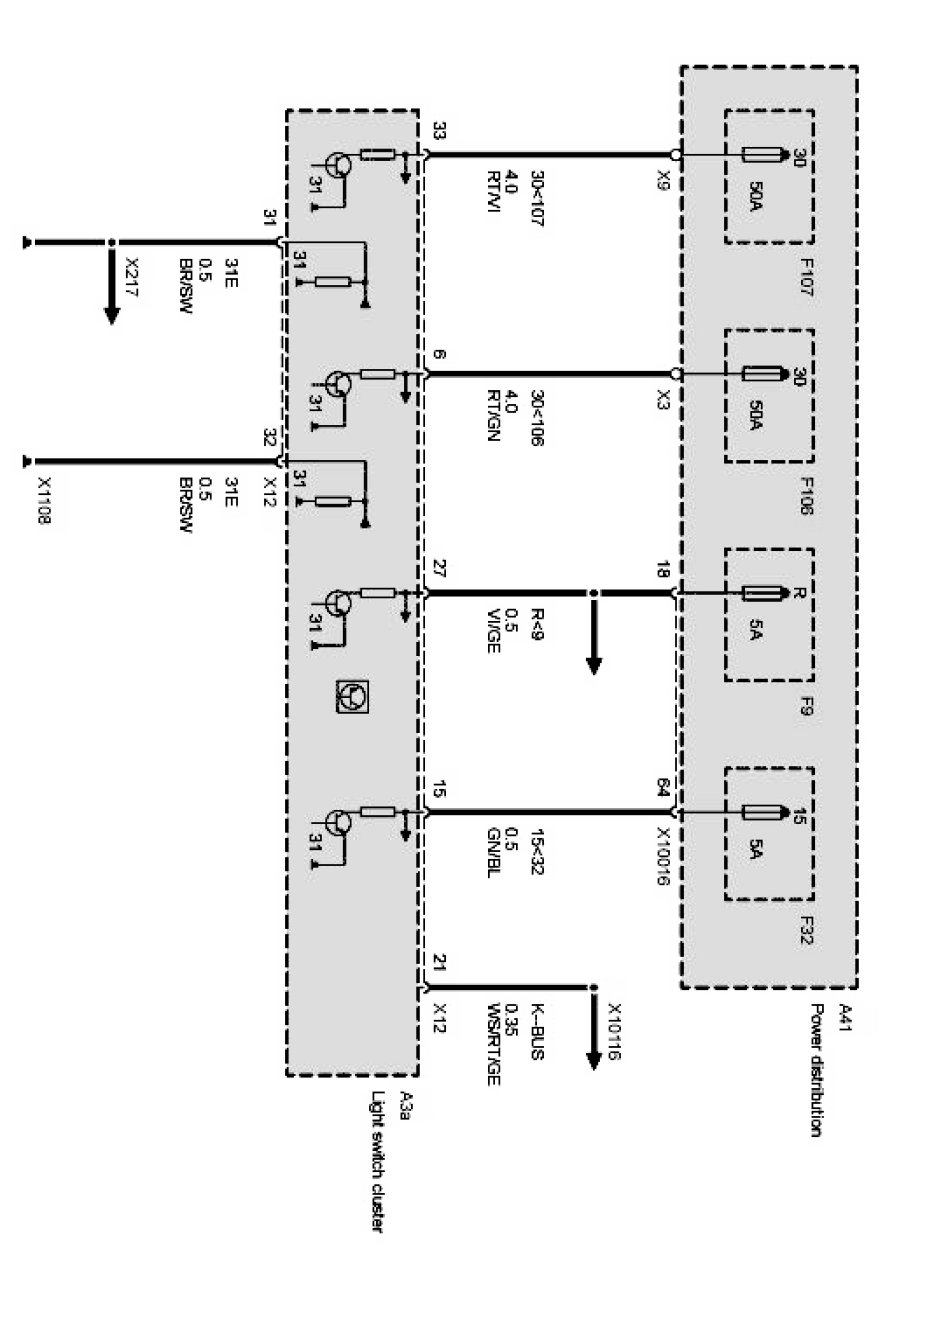 A41
Power distribution
F107
30
50A
F106
30
50A
F9
R
5A
F32
15
5A
X9
X3
18
64
X10016
X10116
30<107
4.0
RT/VI
30<106
4.0
RT/GN
R<9
0.5
VI/GE
15<32
0.5
GN/BL
K--BUS
0.35
WS/RT/GE
33
6
27
15
21
X12
A3a
Light switch cluster
31
31
31
31
31
31
31
32
X12
31E
0.5
BR/SW
31E
0.5
BR/SW
X217
X1108